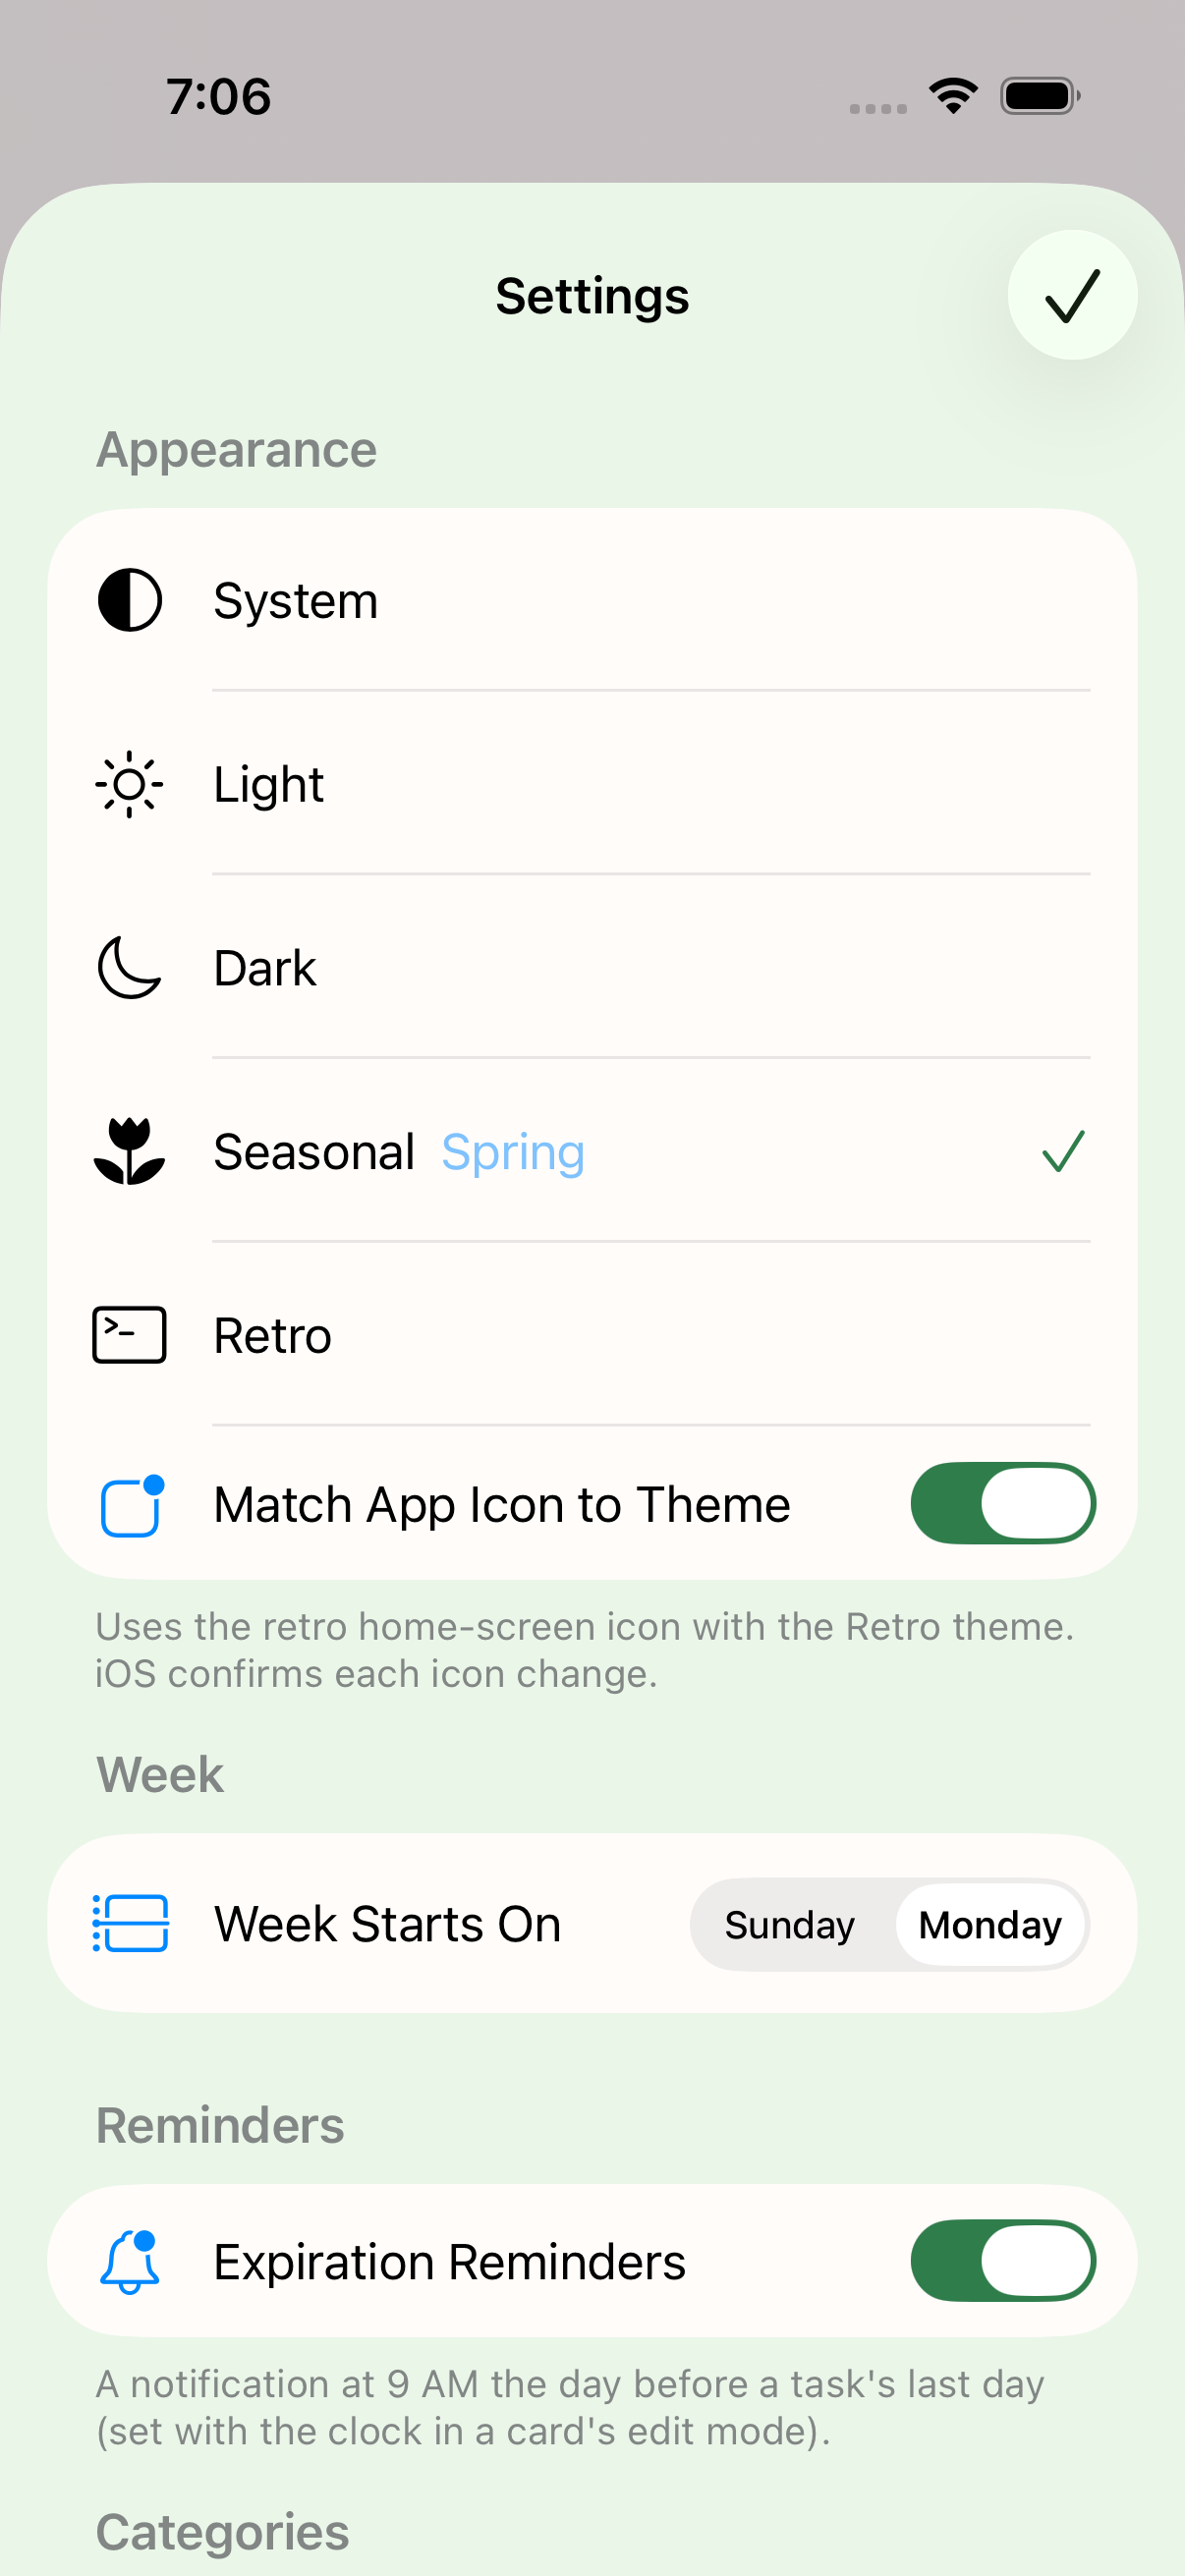 7:06
Settings
Appearance
System
Light
Dark
Seasonal Spring
Retro
Match App Icon to Theme
Uses the retro home-screen icon with the Retro theme.
iOS confirms each icon change.
Week
Week Starts On Sunday Monday
Reminders
Expiration Reminders
A notification at 9 AM the day before a task's last day
(set with the clock in a card's edit mode).
Categories